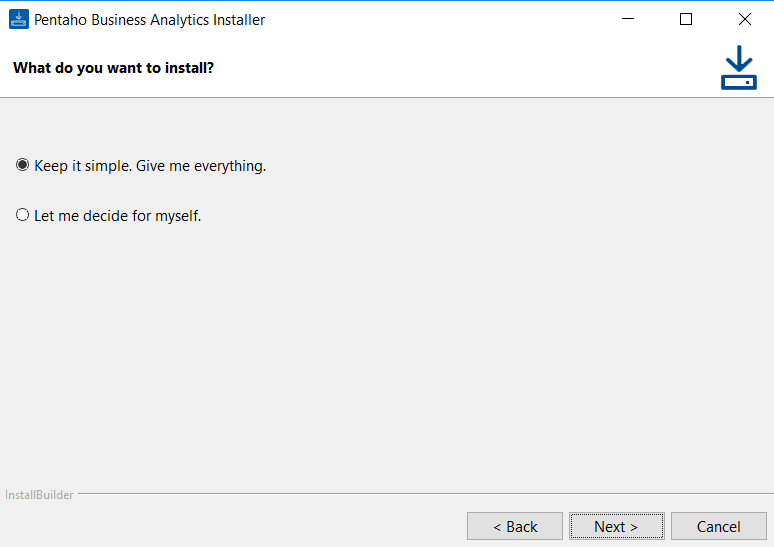 Pentaho Business Analytics Installer
What do you want to install?
Keep it simple. Give me everything.
Let me decide for myself.
InstallBuilder
< Back Next > Cancel